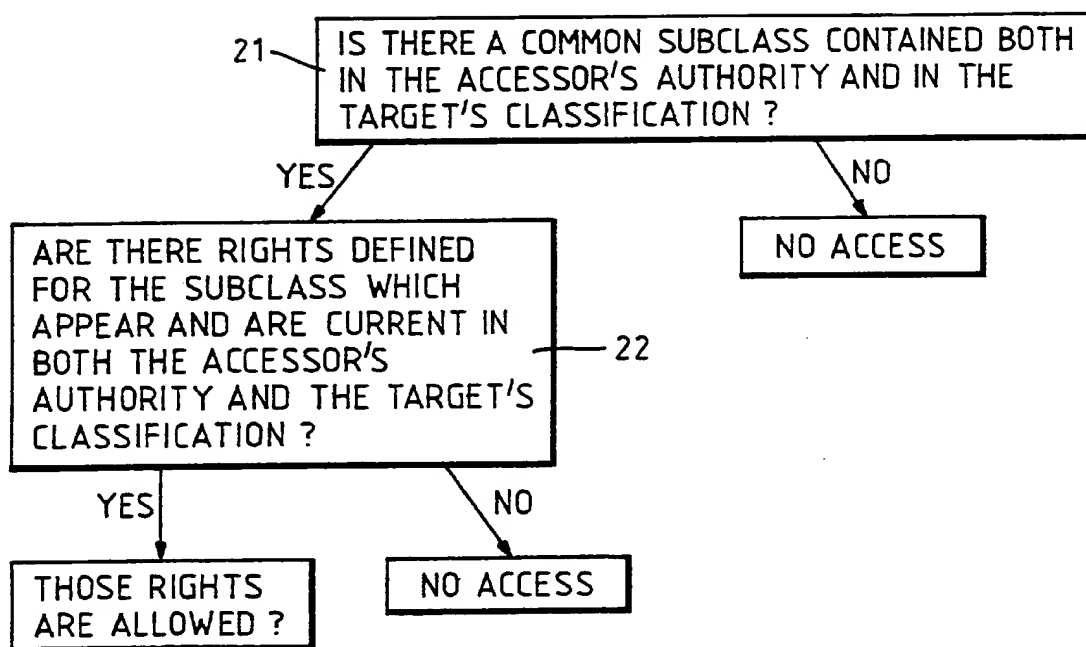 21
IS THERE A COMMON SUBCLASS CONTAINED BOTH
IN THE ACCESSOR'S AUTHORITY AND IN THE
TARGET'S CLASSIFICATION ?
YES
NO
NO ACCESS
ARE THERE RIGHTS DEFINED
FOR THE SUBCLASS WHICH
APPEAR AND ARE CURRENT IN
BOTH THE ACCESSOR'S
AUTHORITY AND THE TARGET'S
CLASSIFICATION ?
22
YES
NO
THOSE RIGHTS
ARE ALLOWED ?
NO ACCESS